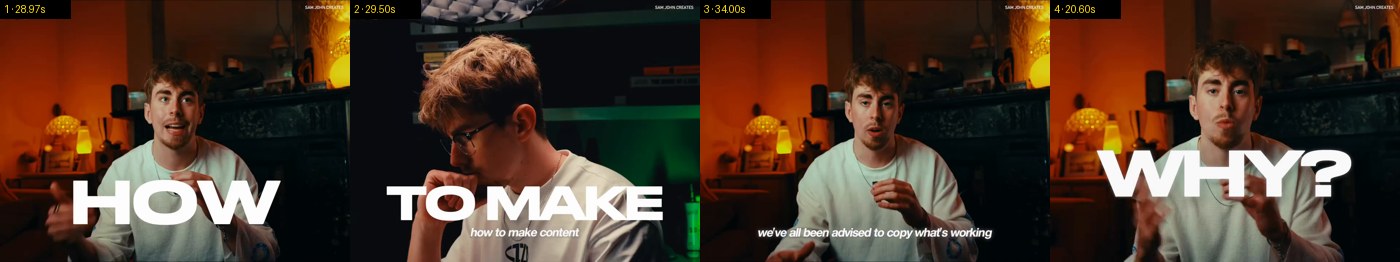 1·28.97s
SAM JOHN CREATES
HOW
2·29.50s
SAM JOHN CREATES
TO MAKE
how to make content
3·34.00s
SAM JOHN CREATES
we've all been advised to copy what's working
4·20.60s
SAM JOHN CREATES
WHY?